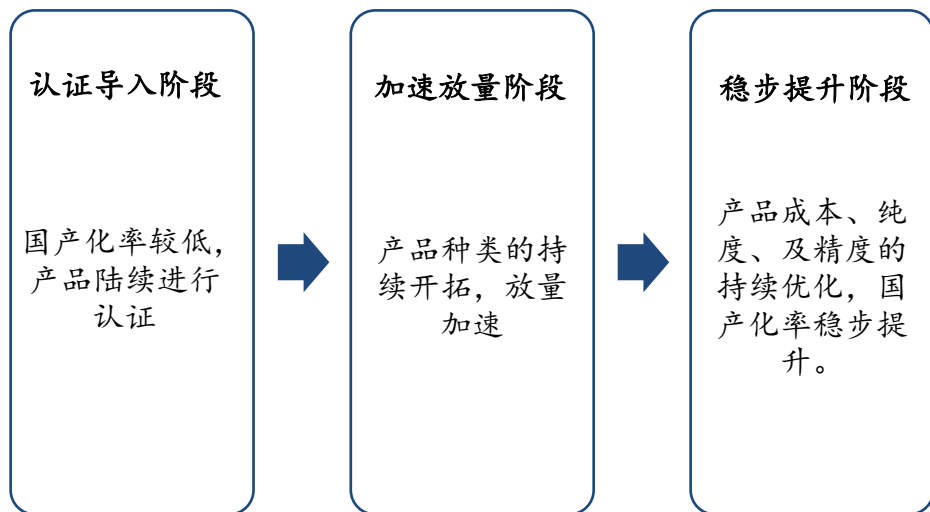 认证导入阶段
国产化率较低，
产品陆续进行
认证
加速放量阶段
产品种类的持
续开拓，放量
加速
稳步提升阶段
产品成本、纯
度、及精度的
持续优化，国
产化率稳步提
升。